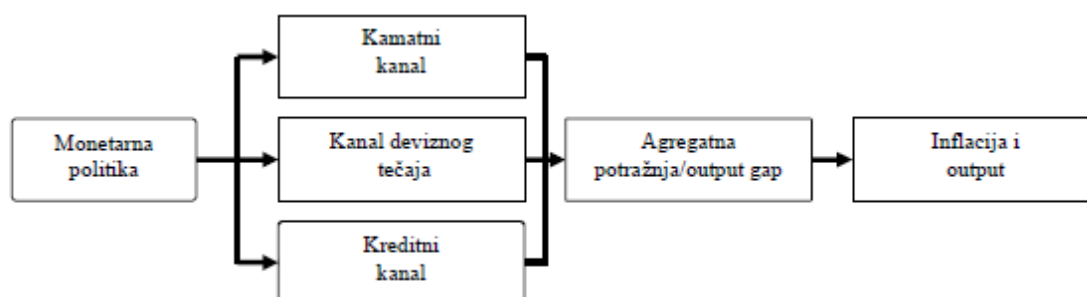 Monetarna
politika
Kamatni
kanal
Kanal deviznog
tečaja
Kreditni
kanal
Agregatna
potražnja/output gap
Inflacija i
output